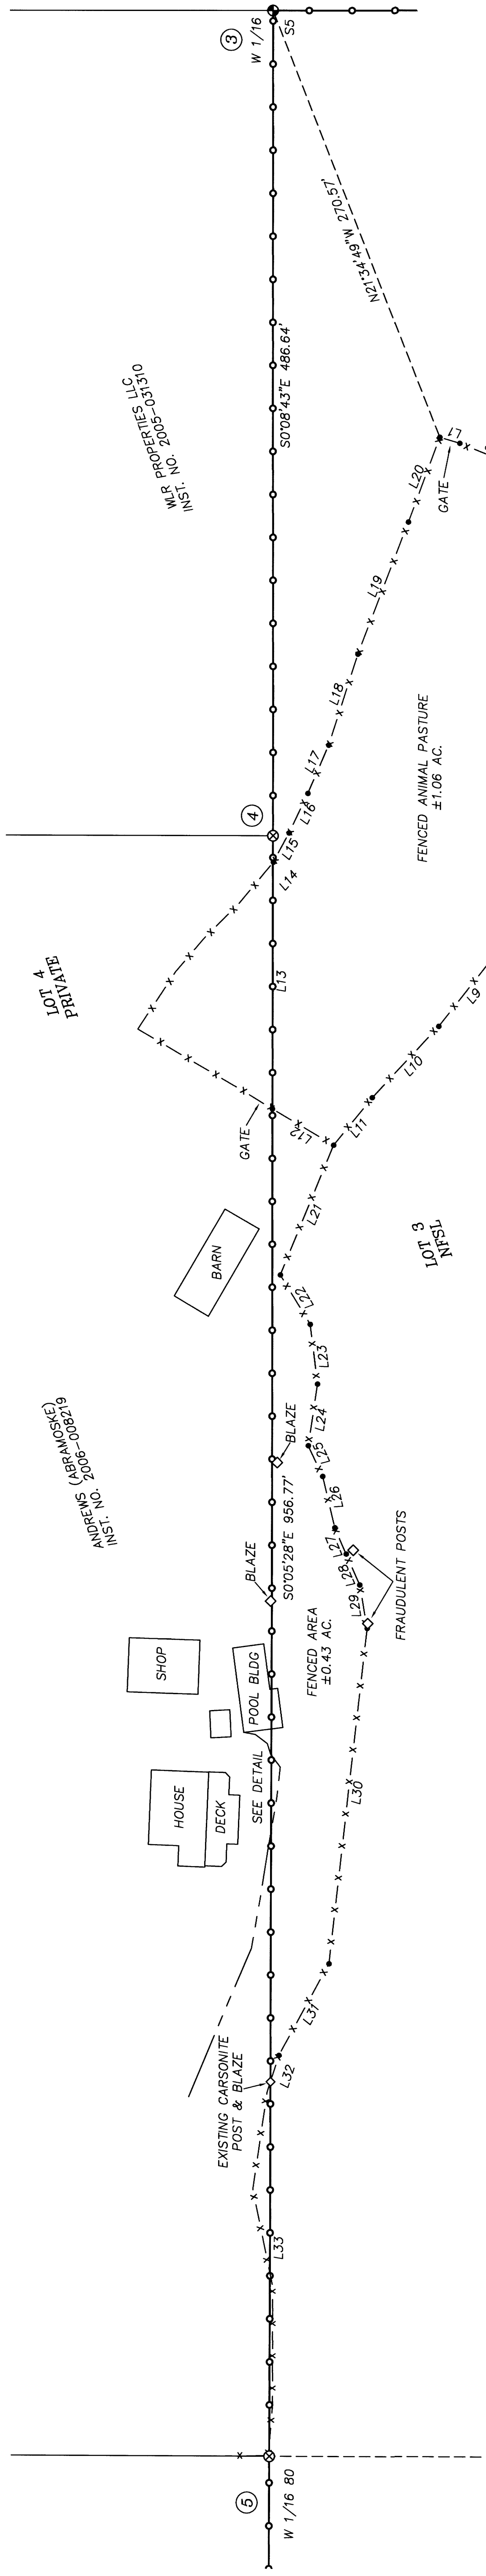 3
W 1/16
S5
N21°34'49"W 270.57'
S0°08'43"E 486.64'
WLR PROPERTIES LLC
INST. NO. 2005-031310
L1
GATE
L20
L19
L18
L17
L16
L15
L14
FENCED ANIMAL PASTURE
±1.06 AC.
4
LOT 4
PRIVATE
L13
L9
L10
L11
L12
GATE
L21
LOT 3
NFSL
BARN
L22
L23
L24
L25
BLAZE
L26
L27
L28
L29
FRAUDULENT POSTS
ANDREWS (ABRAMOSKE)
INST. NO. 2006-008219
S0°05'28"E 956.77'
BLAZE
FENCED AREA
±0.43 AC.
SHOP
POOL BLDG
HOUSE
DECK
SEE DETAIL
L30
L31
L32
EXISTING CARSONITE
POST & BLAZE
L33
5
W 1/16 80